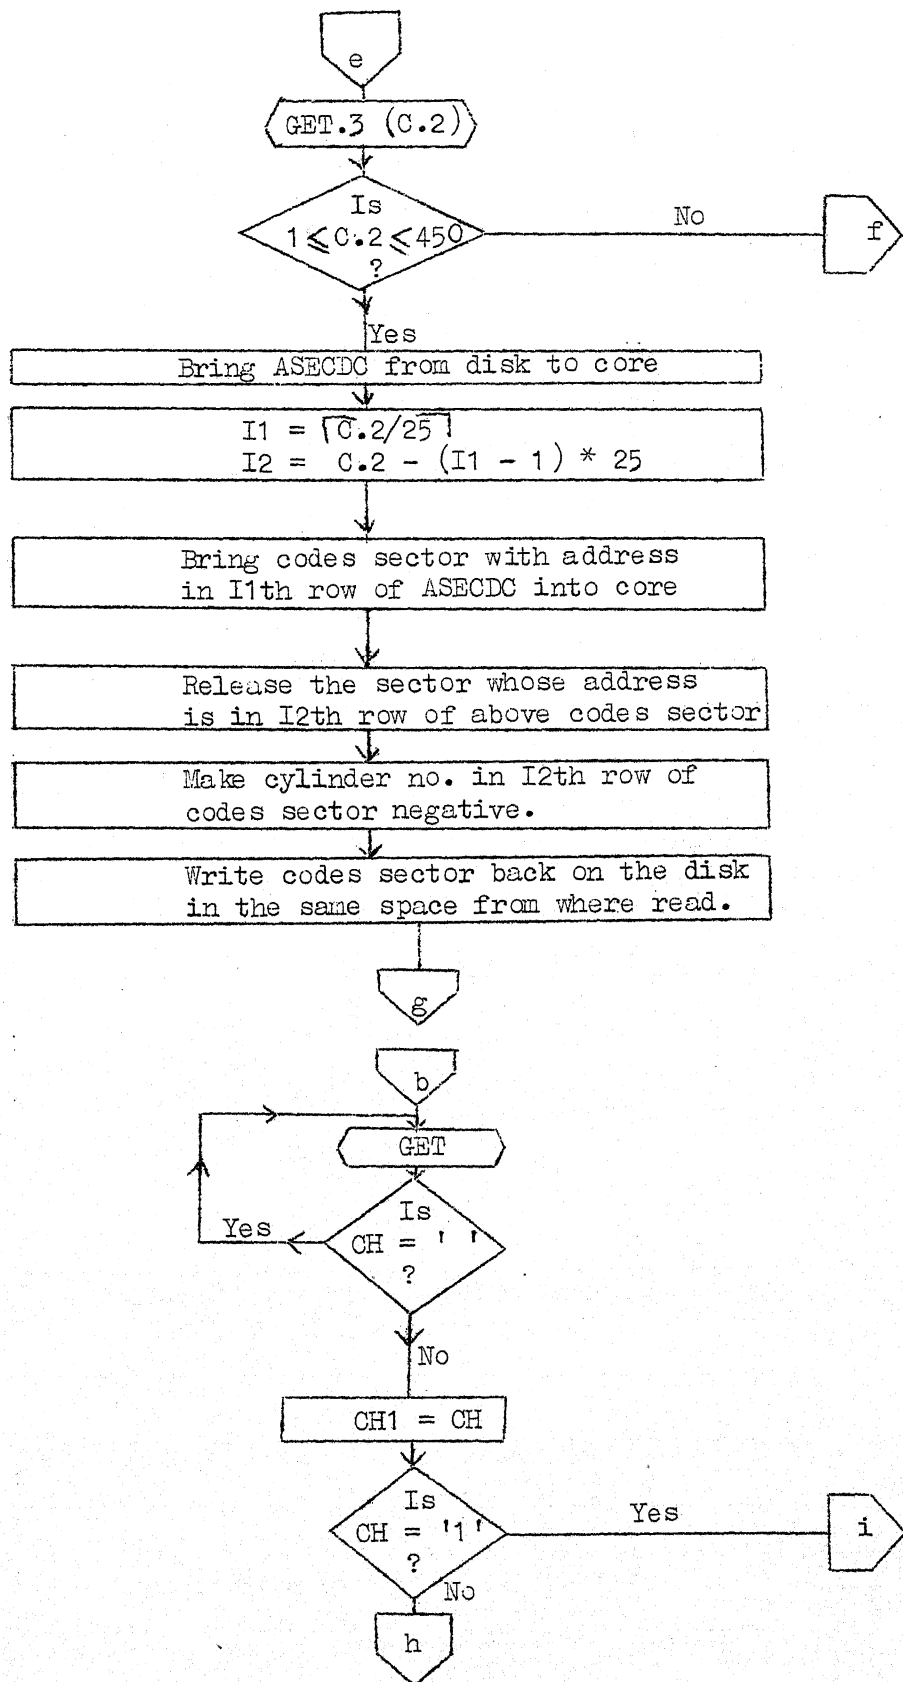 e
GET.3 (C.2)
Is
1 ≤ C.2 ≤ 450
?
No
f
Yes
Bring ASECDC from disk to core
I1 = ⌈C.2/25⌉
I2 = C.2 - (I1 - 1) * 25
Bring codes sector with address
in I1th row of ASECDC into core
Release the sector whose address
is in I2th row of above codes sector
Make cylinder no. in I2th row of
codes sector negative.
Write codes sector back on the disk
in the same space from where read.
g
b
GET
Is
CH = ' '
?
Yes
No
CH1 = CH
Is
CH = '1'
?
Yes
i
No
h